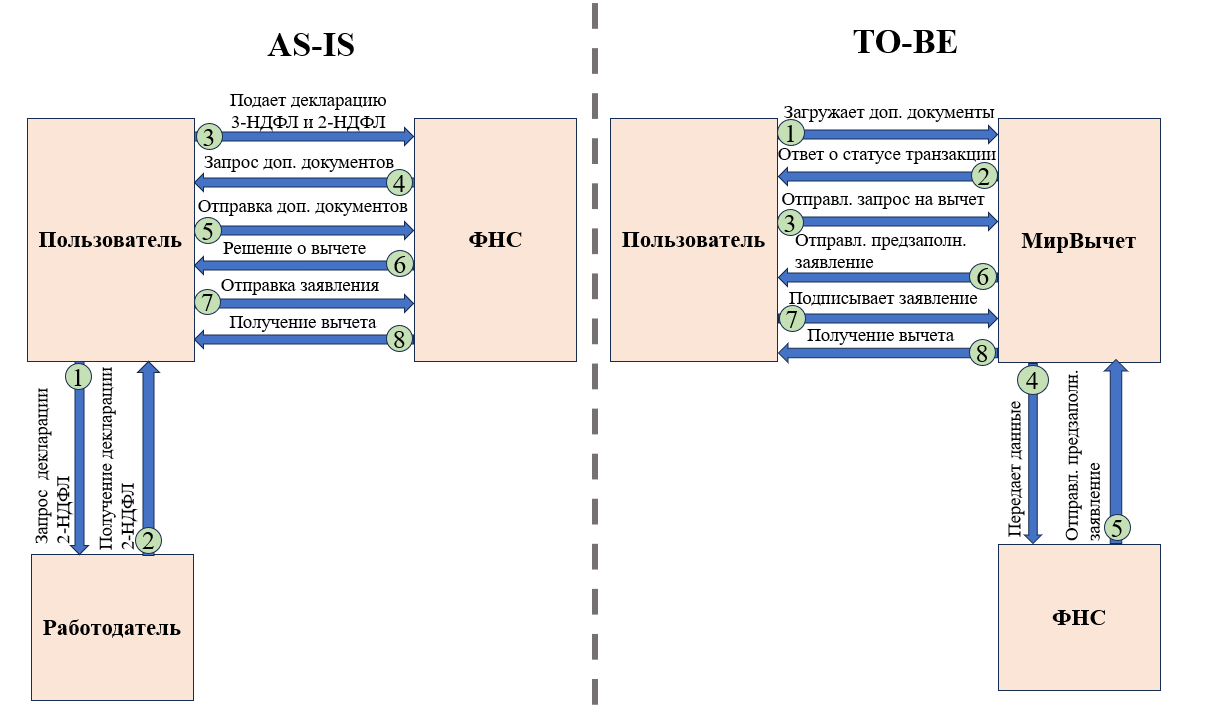 AS-IS
Подает декларацию
3-НДФЛ и 2-НДФЛ
3
Запрос доп. документов
4
Отправка доп. документов
5
Решение о вычете
6
Отправка заявления
7
Получение вычета
8
Пользователь
ФНС
1
Запрос декларации
2-НДФЛ
Получение декларации
2-НДФЛ
2
Работодатель
TO-BE
Загружает доп. документы
1
Ответ о статусе транзакции
2
Отправл. запрос на вычет
3
Отправл. предзаполн.
заявление
6
Подписывает заявление
7
Получение вычета
8
Пользователь
МирВычет
4
Передает данные
Отправл. предзаполн.
заявление
5
ФНС